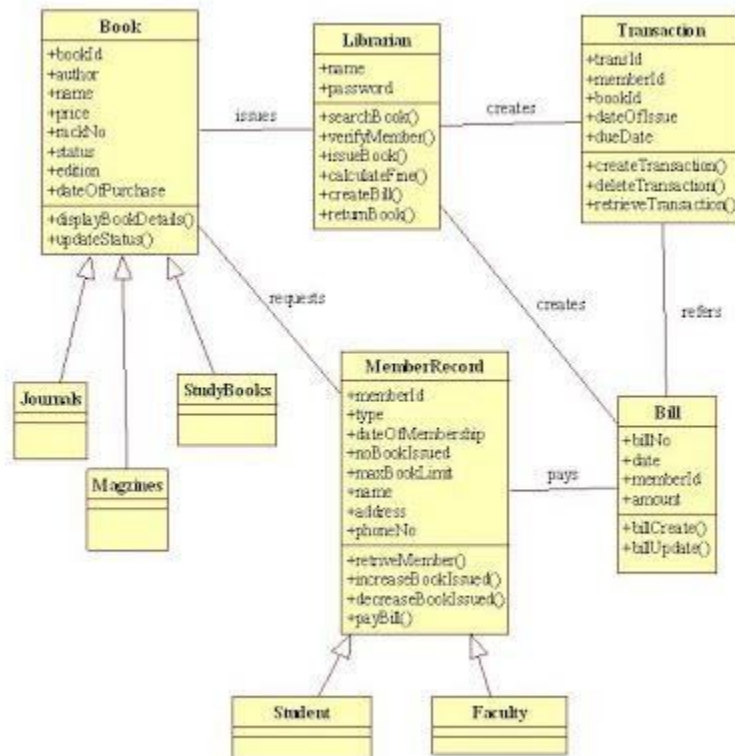 Book
+bookId
+author
+name
+price
+rackNo
+status
+edition
+dateOfPurchase
+displayBookDetails()
+updateStatus()
issues
Librarian
+name
+password
+searchBook()
+verifyMember()
+issueBook()
+calculateFine()
+createBill()
+returnBook()
creates
Transaction
+transId
+memberId
+bookId
+dateOfIssue
+dueDate
+createTransaction()
+deleteTransaction()
+retrieveTransaction()
requests
creates
refers
Journals
StudyBooks
Magzines
MemberRecord
+memberId
+type
+dateOfMembership
+noBookIssued
+maxBookLimit
+name
+address
+phoneNo
+retriveMember()
+increaseBookIssued()
+decreaseBookIssued()
+payBill()
pays
Bill
+billNo
+date
+memberId
+amount
+billCreate()
+billUpdate()
Student
Faculty